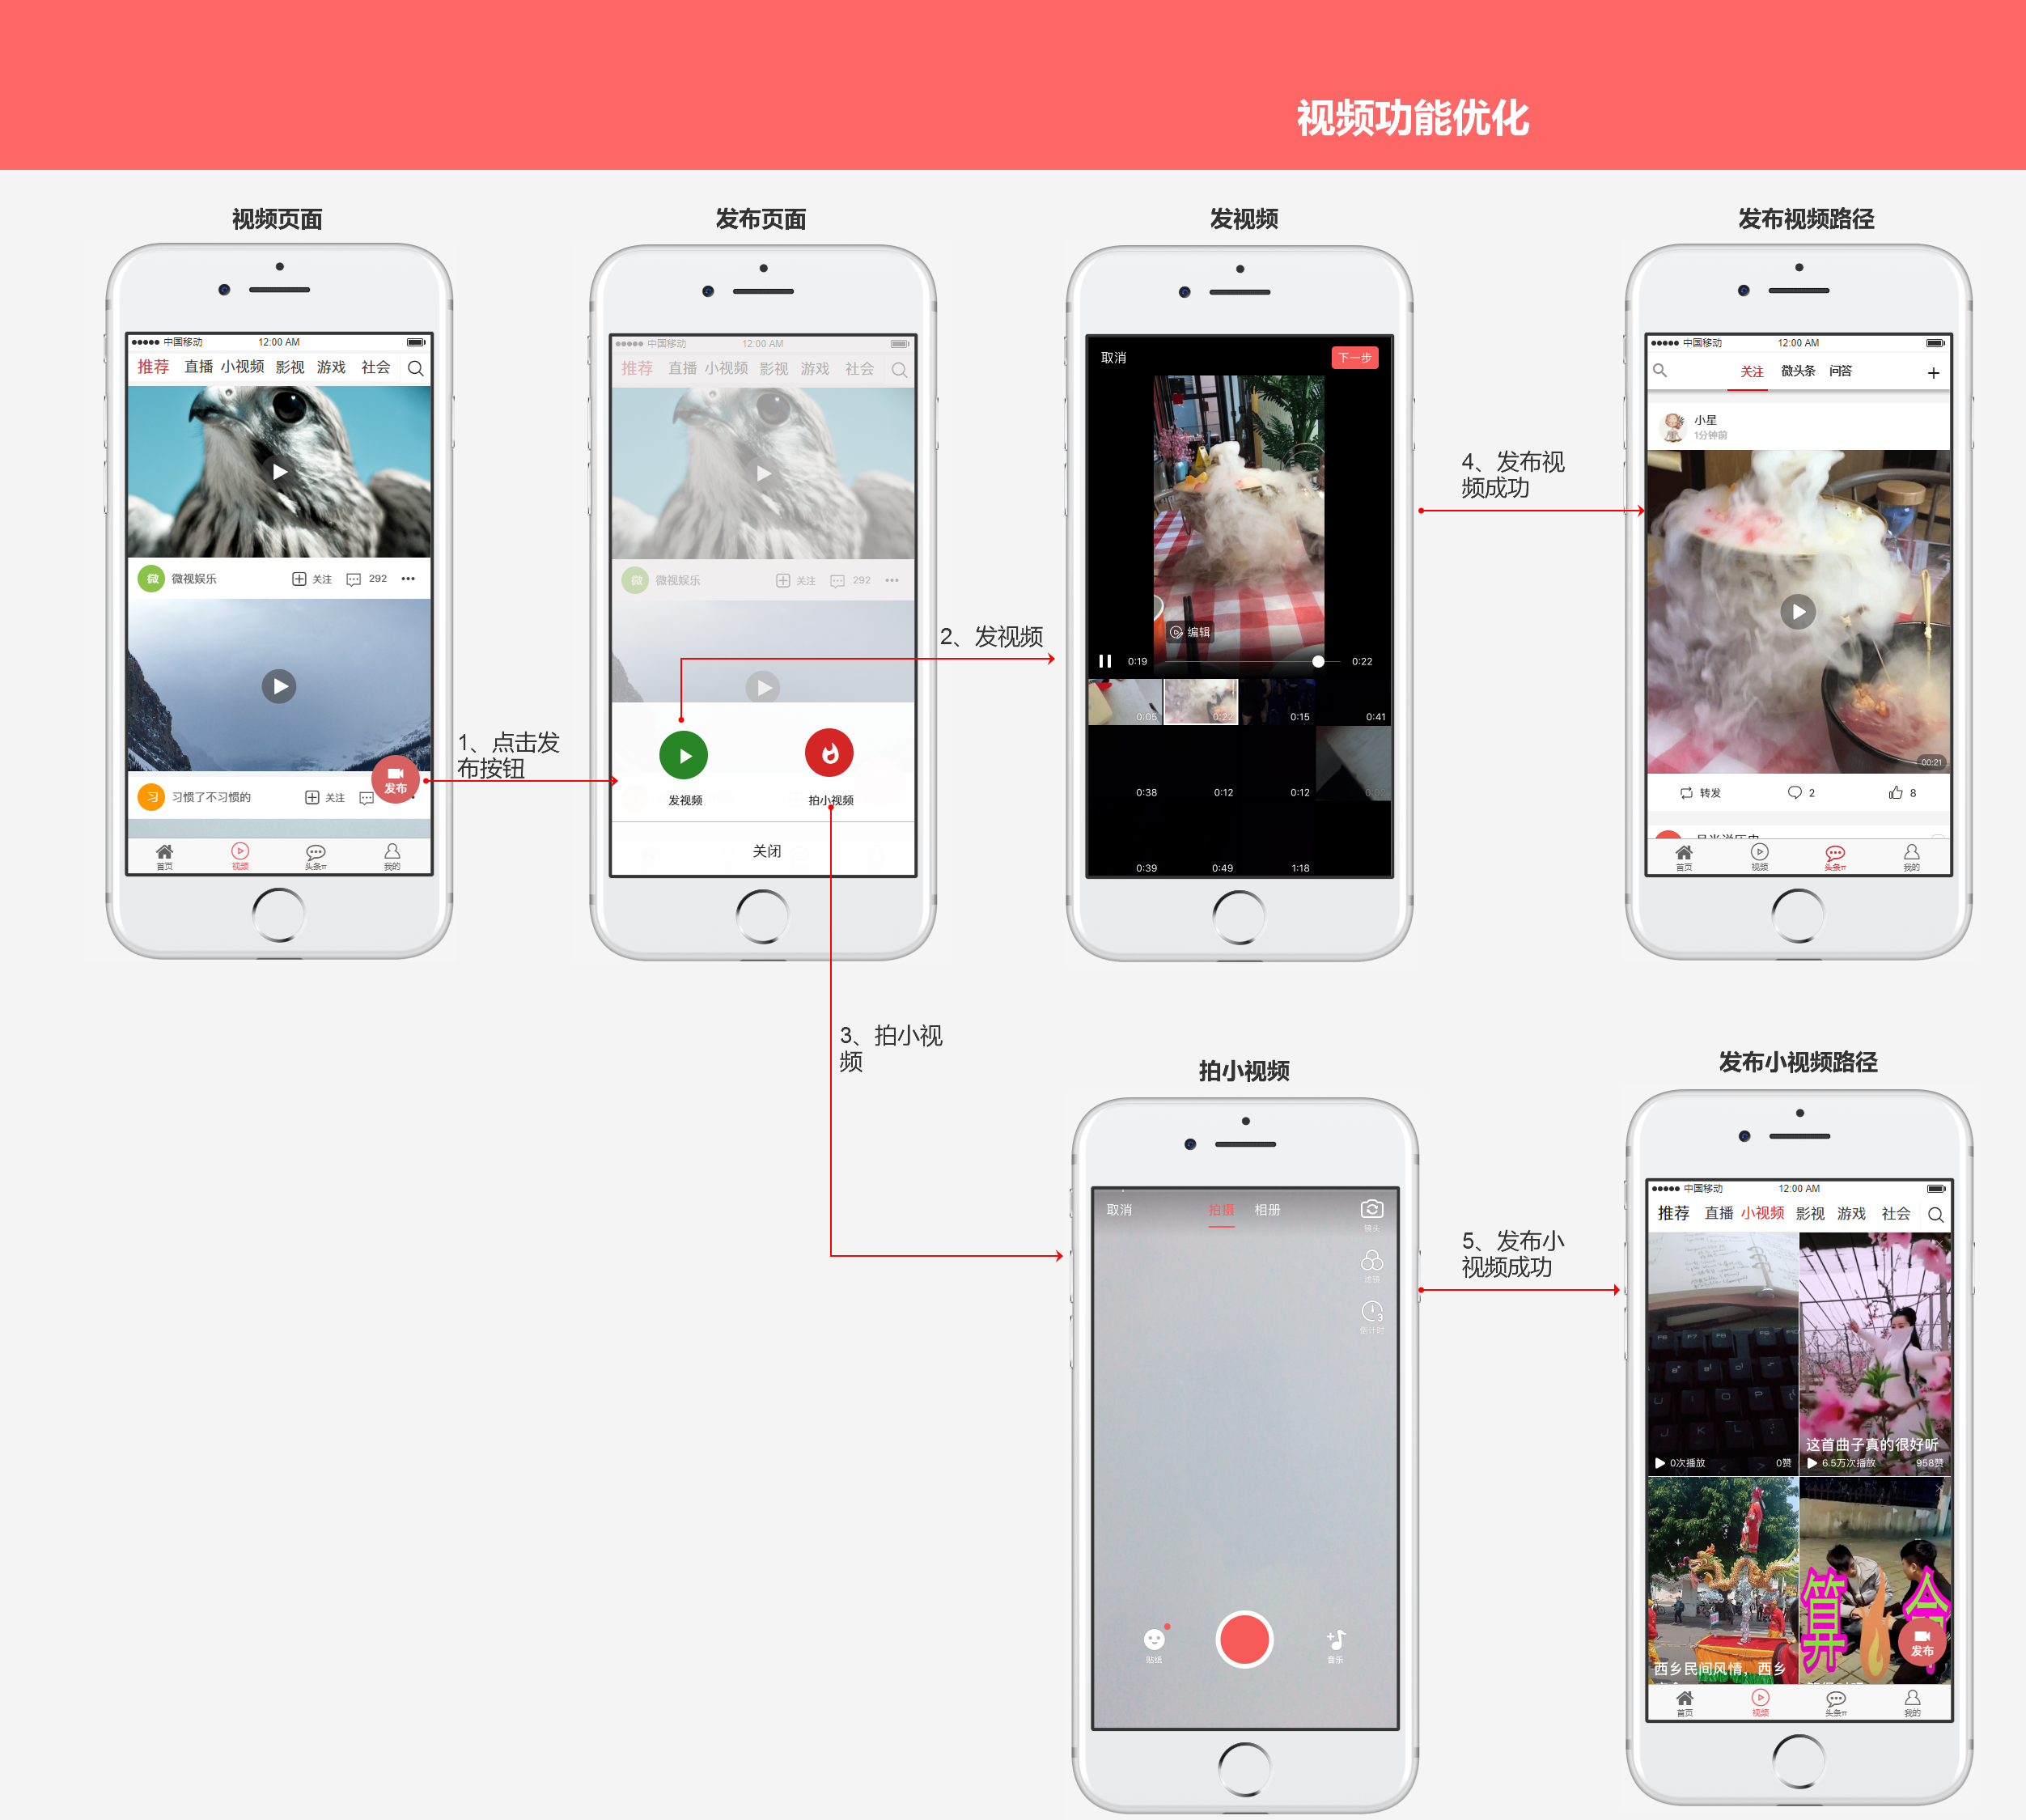 视频功能优化
视频页面
中国移动
12:00 AM
推荐 直播 小视频 影视 游戏 社会
微 微视娱乐 关注 292
习 习惯了不习惯的 关注
发布
首页 视频 头条π 我的
1、点击发
布按钮
发布页面
中国移动
12:00 AM
推荐 直播 小视频 影视 游戏 社会
微 微视娱乐 关注 292
发视频 拍小视频
关闭
2、发视频
3、拍小视
频
发视频
取消 下一步
编辑
0:19 0:22
0:05 0:22 0:15 0:41
0:38 0:12 0:12
0:39 0:49 1:18
4、发布视
频成功
发布视频路径
中国移动
12:00 AM
关注 微头条 问答 +
小星
1分钟前
00:21
转发 2 8
首页 视频 头条π 我的
拍小视频
取消 拍摄 相册
镜头
滤镜
3
倒计时
贴纸 音乐
5、发布小
视频成功
发布小视频路径
中国移动
12:00 AM
推荐 直播 小视频 影视 游戏 社会
0次播放 0赞
这首曲子真的很好听
6.5万次播放 958赞
西乡民间风情，西乡
算 命
发布
首页 视频 头条π 我的